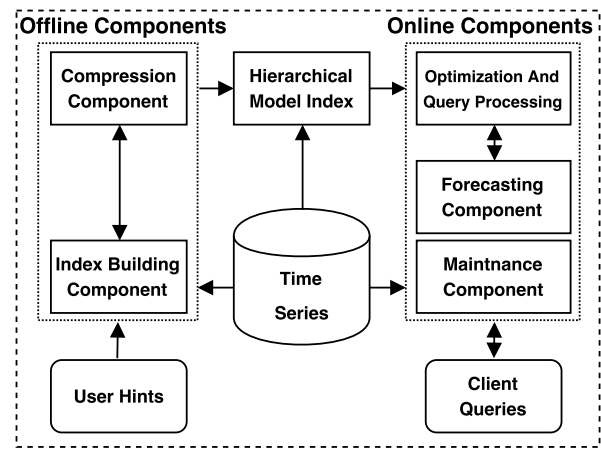 Offline Components
Online Components
Compression
Component
Hierarchical
Model Index
Optimization And
Query Processing
Forecasting
Component
Index Building
Component
Time
Series
Maintnance
Component
User Hints
Client
Queries